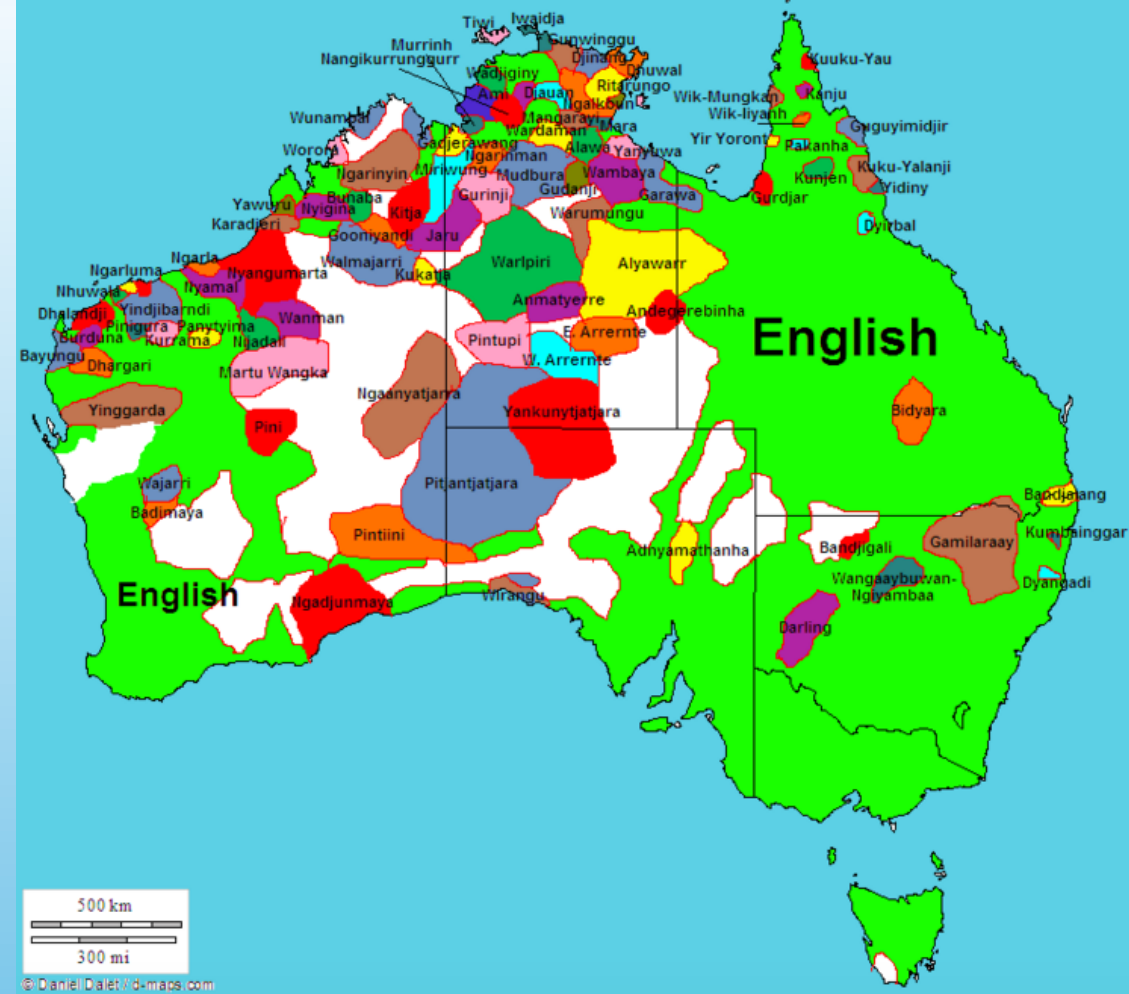 Iwaidja
Tiwi
Gunwinggu
Murrinh
Djinang
Nangikurrunggurr
Kuuku-Yau
Wadjiginy
Dhuwal
Ritarungo
Ami
Djauan
Kanju
Wik-Mungkan
Ngalkbun
Wunambal
Mangarayi
Wik-Iiyanh
Mara
Guguyimidjir
Wardaman
Yir Yoront
Gadjerawang
Alawa
Pakanha
Worora
Yanyuwa
Ngarinman
Kuku-Yalanji
Miriwung
Ngarinyin
Mudbura
Wambaya
Kunjen
Yidiny
Gudanji
Gurinji
Garawa
Bunaba
Gurdjar
Yawuru
Nyigina
Kitja
Warumungu
Karadjeri
Dyirbal
Gooniyandi
Jaru
Ngarla
Walmajarri
Warlpiri
Alyawarr
Ngarluma
Nyangumarta
Kukatja
Nhuwala
Nyamal
Anmatyerre
Dhalandji
Yindjibarndi
Andegerebinha
Wanman
Pinigura
Panytyima
E. Arrernte
English
Burduna
Kurrama
Ngadall
Pintupi
Bayungu
W. Arrernte
Dhargari
Martu Wangka
Ngaanyatjarra
Yinggarda
Yankunytjatjara
Bidyara
Pini
Wajarri
Pitjantjatjara
Bandjalang
Badimaya
Kumbainggar
Pintiini
Gamilaraay
Adnyamathanha
Bandjigali
Wangaaybuwan-
Ngiyambaa
Dyangadi
English
Wirangu
Ngadjunmaya
Darling
500 km
300 mi
© Daniel Dalet / d-maps.com